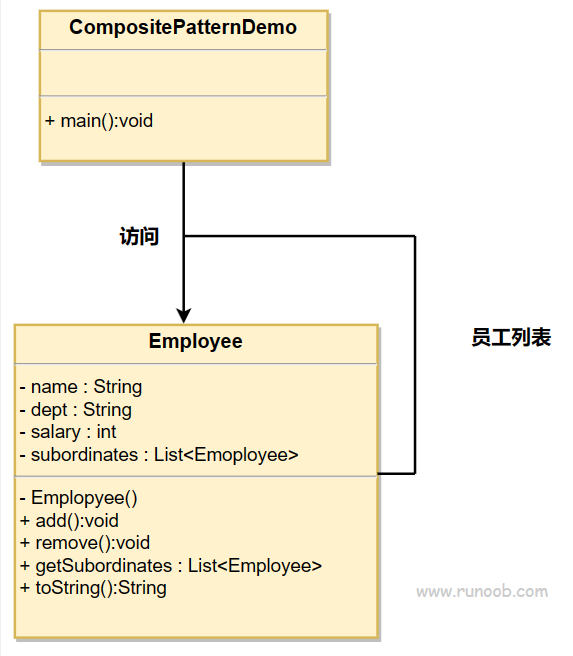 CompositePatternDemo
+ main():void
访问
员工列表
Employee
- name : String
- dept : String
- salary : int
- subordinates : List<Emoployee>
- Emplopyee()
+ add():void
+ remove():void
+ getSubordinates : List<Employee>
+ toString():String
www.runoob.com